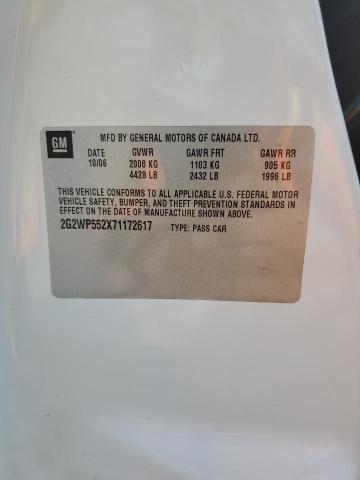 GM
MFD BY GENERAL MOTORS OF CANADA LTD.
DATE GVWR GAWR FRT GAWR RR
10/06 2008 KG 1103 KG 905 KG
4428 LB 2432 LB 1996 LB
THIS VEHICLE CONFORMS TO ALL APPLICABLE U.S. FEDERAL MOTOR
VEHICLE SAFETY, BUMPER, AND THEFT PREVENTION STANDARDS IN
EFFECT ON THE DATE OF MANUFACTURE SHOWN ABOVE.
2G2WP552X71172617 TYPE: PASS CAR